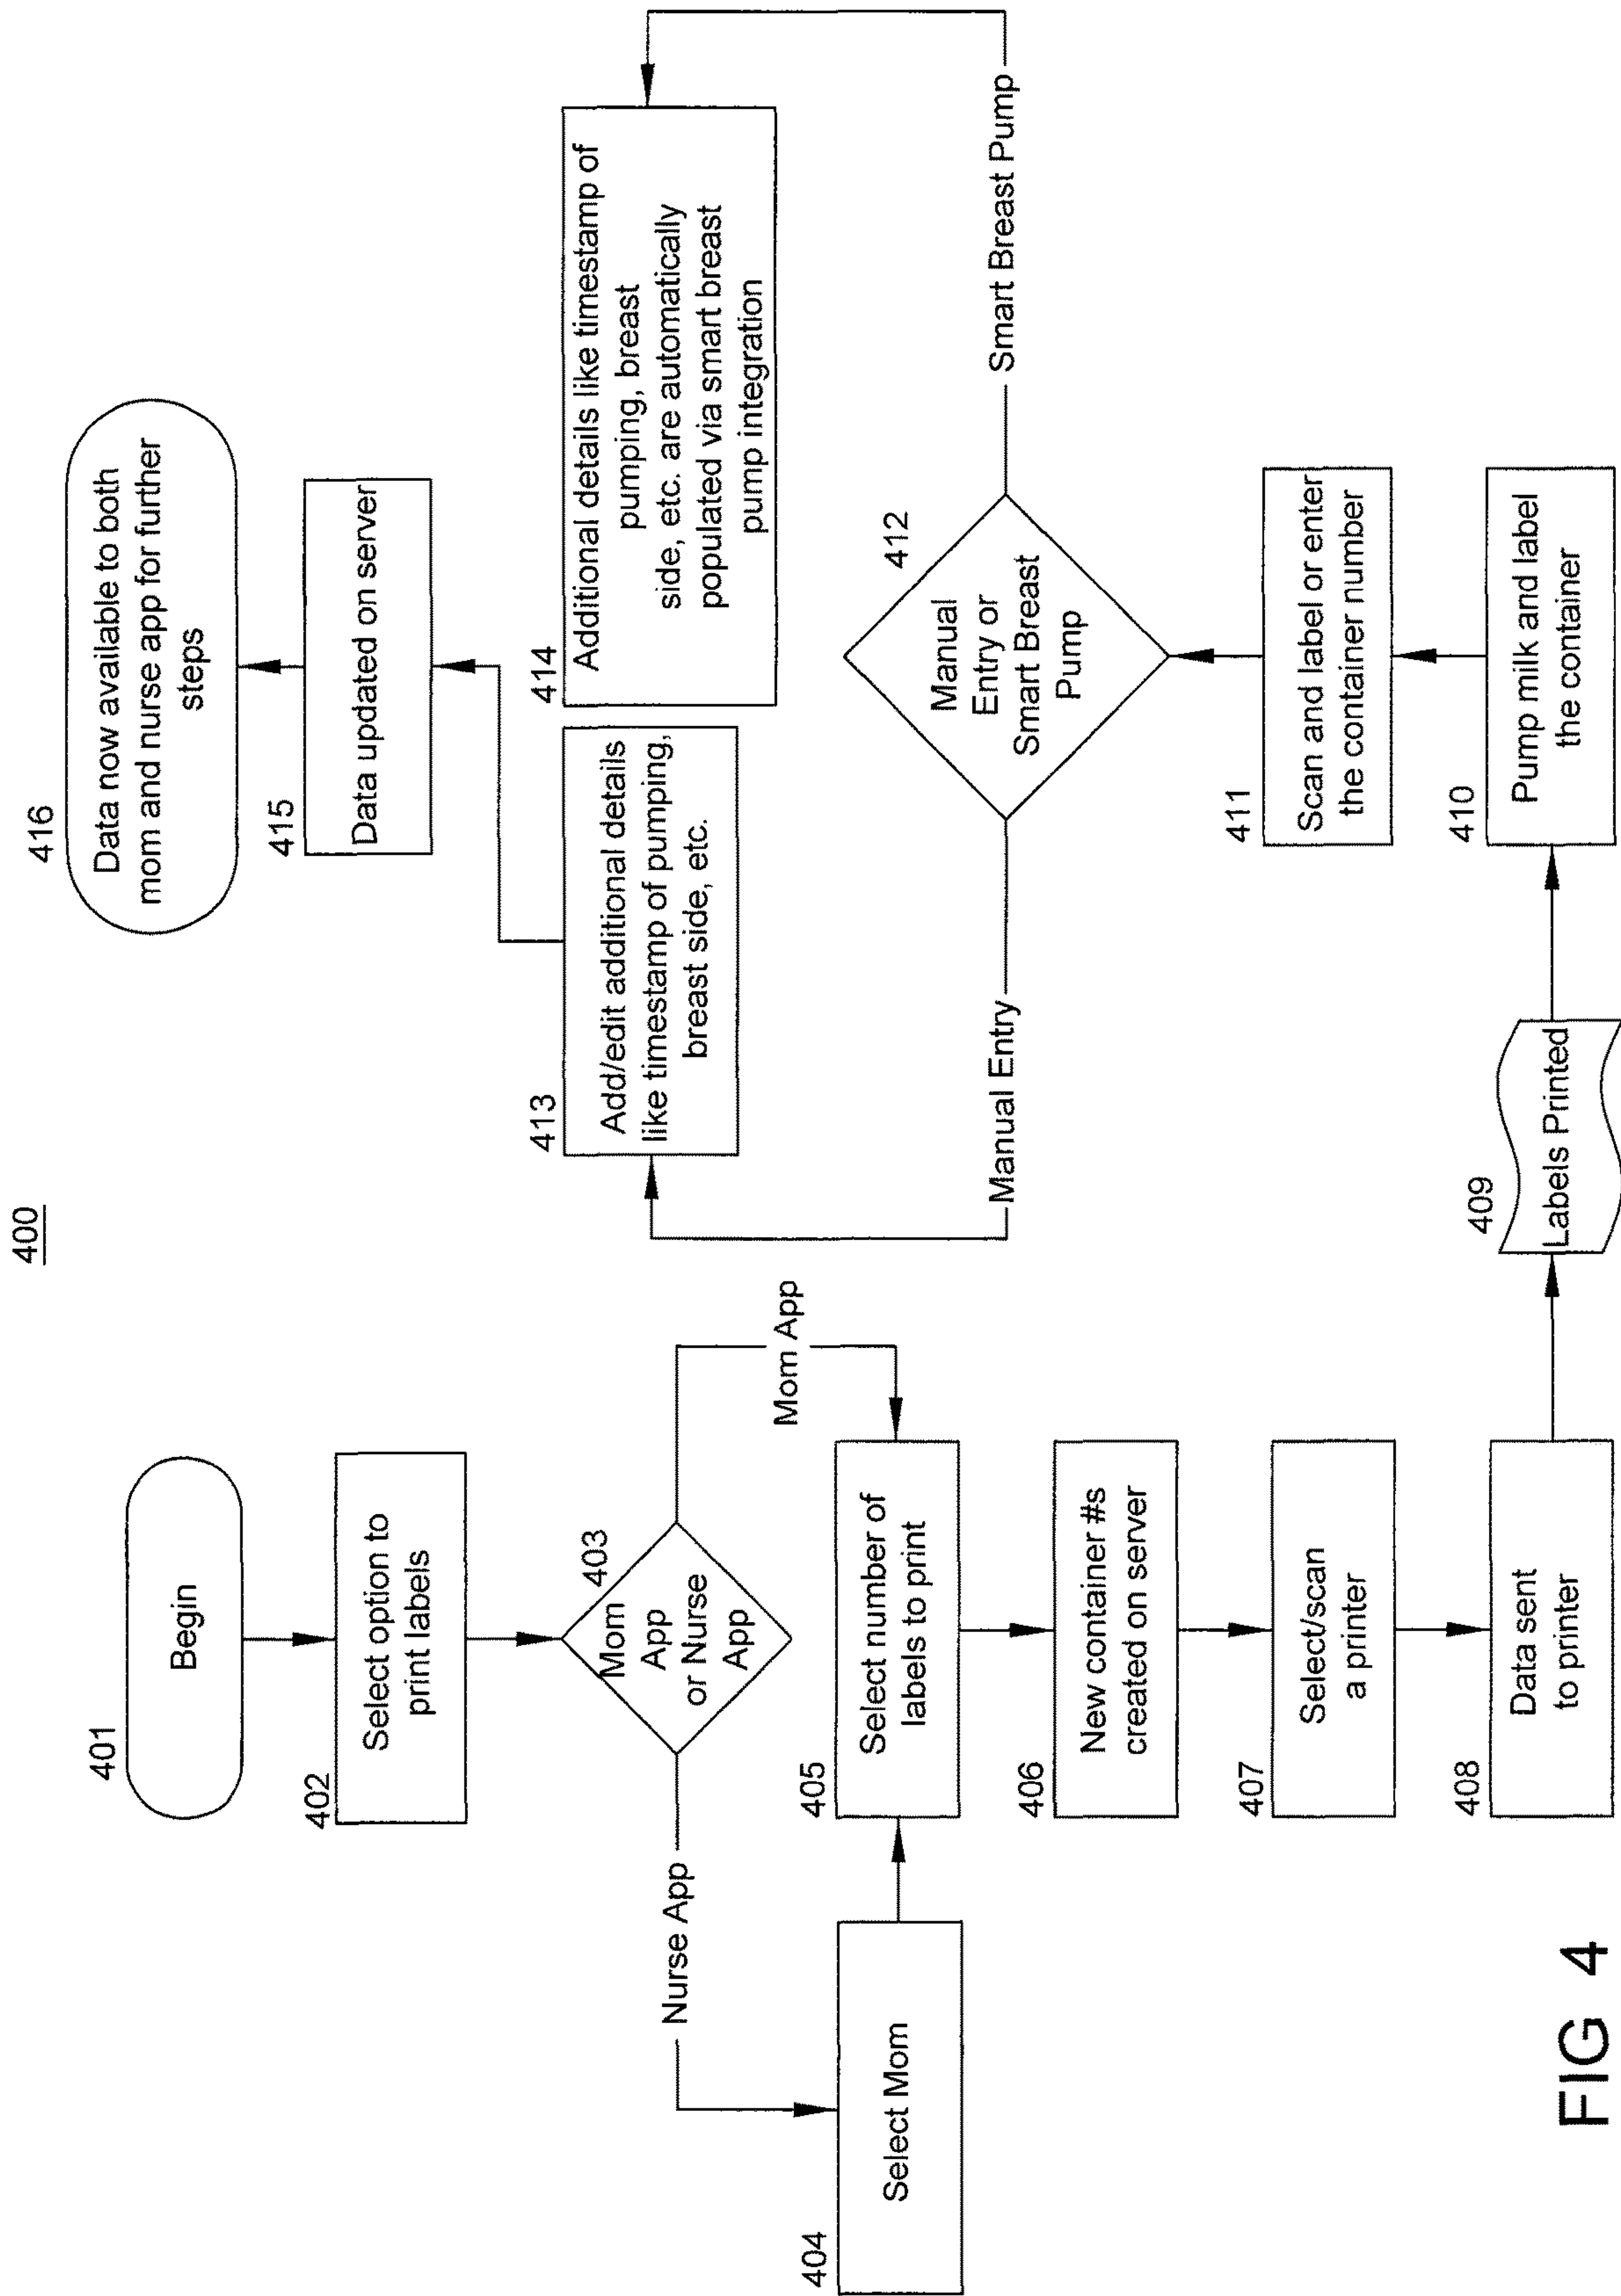 400
401
Begin
402
Select option to
print labels
403
Mom
App
or Nurse
App
Nurse App
Mom App
404
Select Mom
405
Select number of
labels to print
406
New container #s
created on server
407
Select/scan
a printer
408
Data sent
to printer
409
Labels Printed
410
Pump milk and label
the container
411
Scan and label or enter
the container number
412
Manual
Entry or
Smart Breast
Pump
Manual Entry
Smart Breast Pump
413
Add/edit additional details
like timestamp of pumping,
breast side, etc.
414
Additional details like timestamp of
pumping, breast
side, etc. are automatically
populated via smart breast
pump integration
415
Data updated on server
416
Data now available to both
mom and nurse app for further
steps
FIG 4